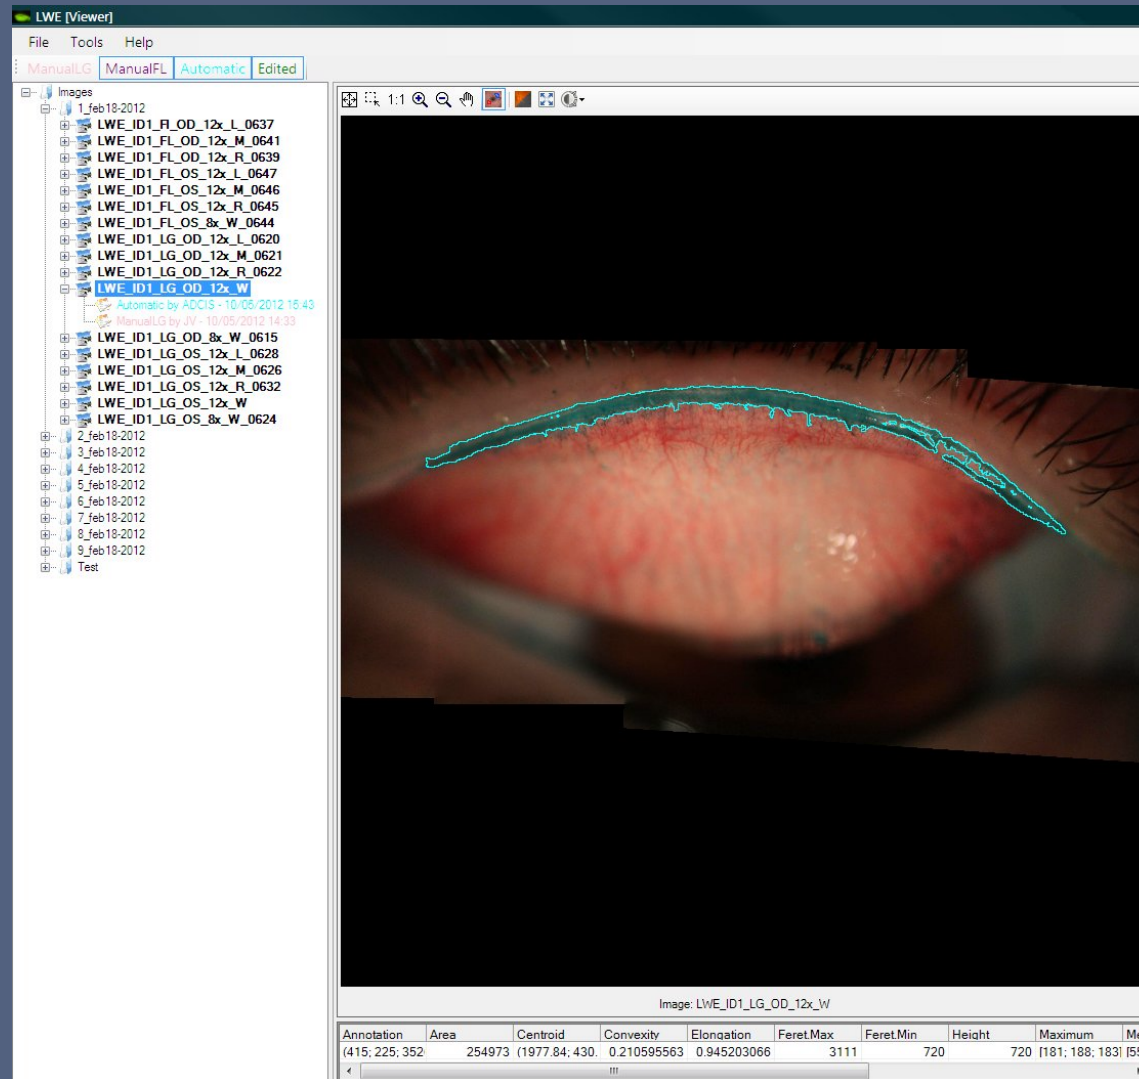 LWE [Viewer]
File Tools Help
ManualLG ManualFL Automatic Edited
Images
1_feb18-2012
LWE_ID1_Fl_OD_12x_L_0637
LWE_ID1_FL_OD_12x_M_0641
LWE_ID1_FL_OD_12x_R_0639
LWE_ID1_FL_OS_12x_L_0647
LWE_ID1_FL_OS_12x_M_0646
LWE_ID1_FL_OS_12x_R_0645
LWE_ID1_FL_OS_8x_W_0644
LWE_ID1_LG_OD_12x_L_0620
LWE_ID1_LG_OD_12x_M_0621
LWE_ID1_LG_OD_12x_R_0622
LWE_ID1_LG_OD_12x_W
Automatic by ADCIS - 10/05/2012 15:43
ManualLG by JV - 10/05/2012 14:33
LWE_ID1_LG_OD_8x_W_0615
LWE_ID1_LG_OS_12x_L_0628
LWE_ID1_LG_OS_12x_M_0626
LWE_ID1_LG_OS_12x_R_0632
LWE_ID1_LG_OS_12x_W
LWE_ID1_LG_OS_8x_W_0624
2_feb18-2012
3_feb18-2012
4_feb18-2012
5_feb18-2012
6_feb18-2012
7_feb18-2012
8_feb18-2012
9_feb18-2012
Test
1:1
Image: LWE_ID1_LG_OD_12x_W
Annotation Area Centroid Convexity Elongation Feret.Max Feret.Min Height Maximum
(415; 225; 352 254973 (1977.84; 430. 0.210595563 0.945203066 3111 720 720 [181; 188; 183]